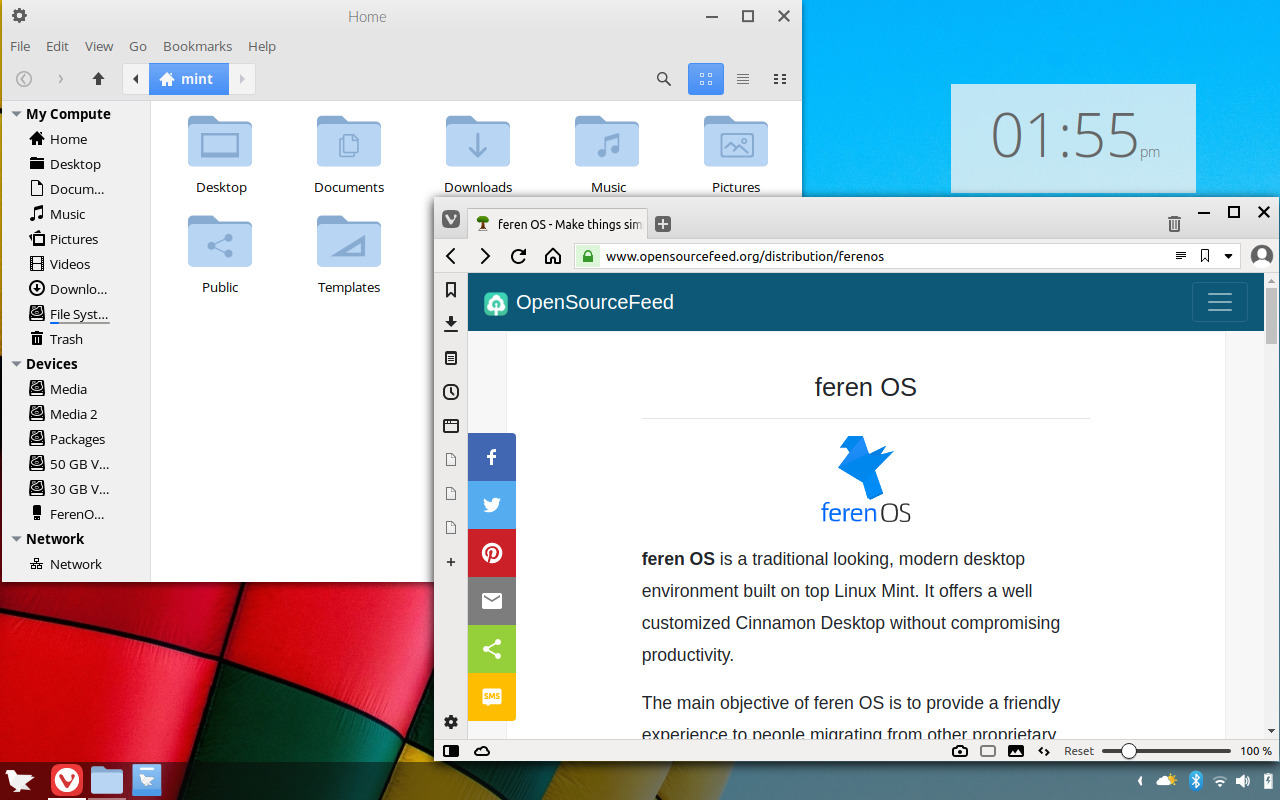 Home
File Edit View Go Bookmarks Help
mint
My Compute
Home
Desktop
Docum...
Music
Pictures
Videos
Downlo...
File Syst...
Trash
Devices
Media
Media 2
Packages
50 GB V...
30 GB V...
FerenO...
Network
Network
Desktop Documents Downloads Music Pictures
Public Templates
01:55pm
feren OS - Make things sim
www.opensourcefeed.org/distribution/ferenos
OpenSourceFeed
feren OS
feren OS
feren OS is a traditional looking, modern desktop
environment built on top Linux Mint. It offers a well
customized Cinnamon Desktop without compromising
productivity.
The main objective of feren OS is to provide a friendly
experience to people migrating from other proprietary
SMS
Reset 100 %